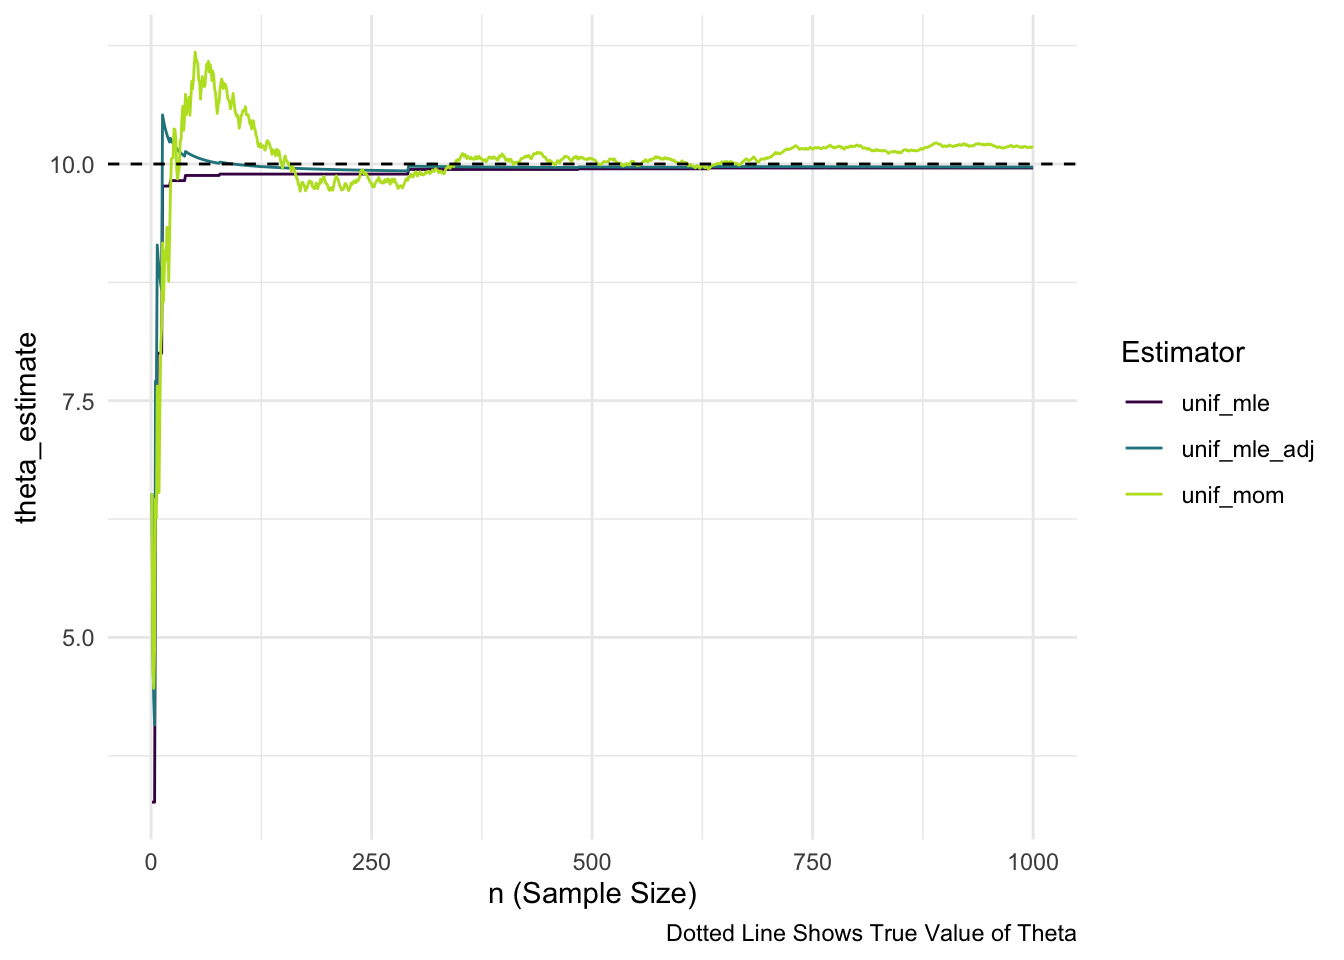 theta_estimate
10.0
7.5
5.0
0
250
500
750
1000
n (Sample Size)
Dotted Line Shows True Value of Theta
Estimator
unif_mle
unif_mle_adj
unif_mom